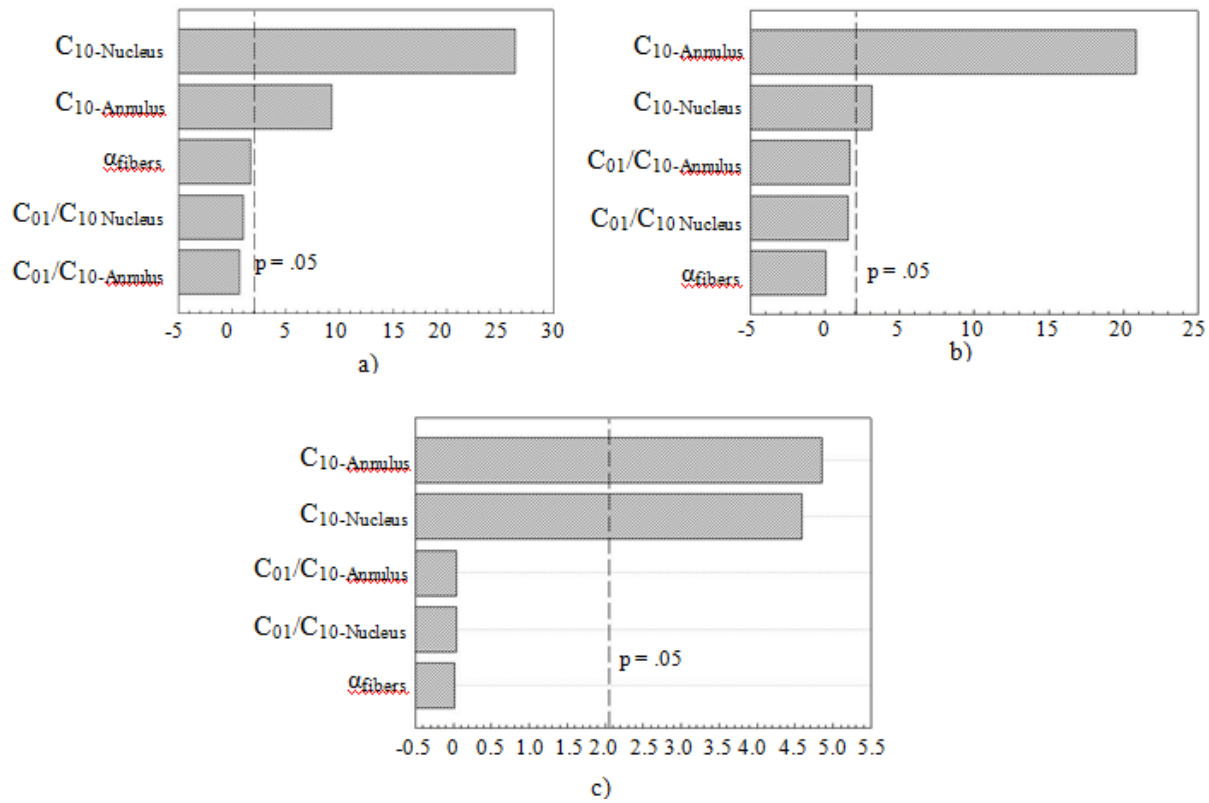 C₁₀₋Nucleus
C₁₀₋Annulus
αfibers
C₀₁/C₁₀ Nucleus
C₀₁/C₁₀₋Annulus
p = .05
-5 0 5 10 15 20 25 30
a)
C₁₀₋Annulus
C₁₀₋Nucleus
C₀₁/C₁₀₋Annulus
C₀₁/C₁₀ Nucleus
αfibers
p = .05
-5 0 5 10 15 20 25
b)
C₁₀₋Annulus
C₁₀₋Nucleus
C₀₁/C₁₀₋Annulus
C₀₁/C₁₀₋Nucleus
αfibers
p = .05
-0.5 0 0.5 1.0 1.5 2.0 2.5 3.0 3.5 4.0 4.5 5.0 5.5
c)